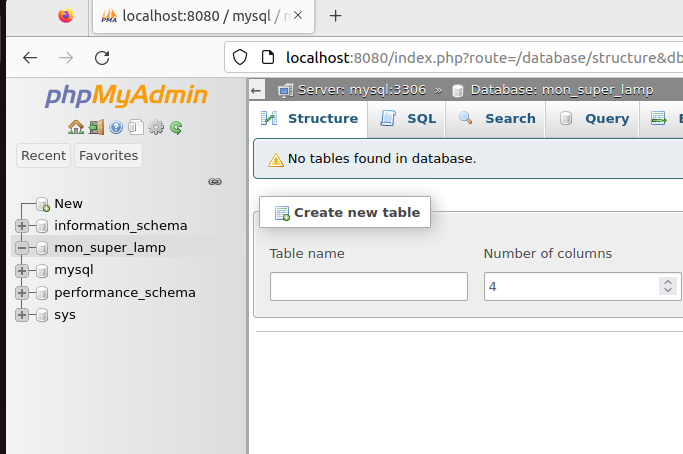 localhost:8080 / mysql / m
localhost:8080/index.php?route=/database/structure&db
phpMyAdmin
Recent Favorites
New
information_schema
mon_super_lamp
mysql
performance_schema
sys
Server: mysql:3306 » Database: mon_super_lamp
Structure SQL Search Query
No tables found in database.
Create new table
Table name Number of columns
4